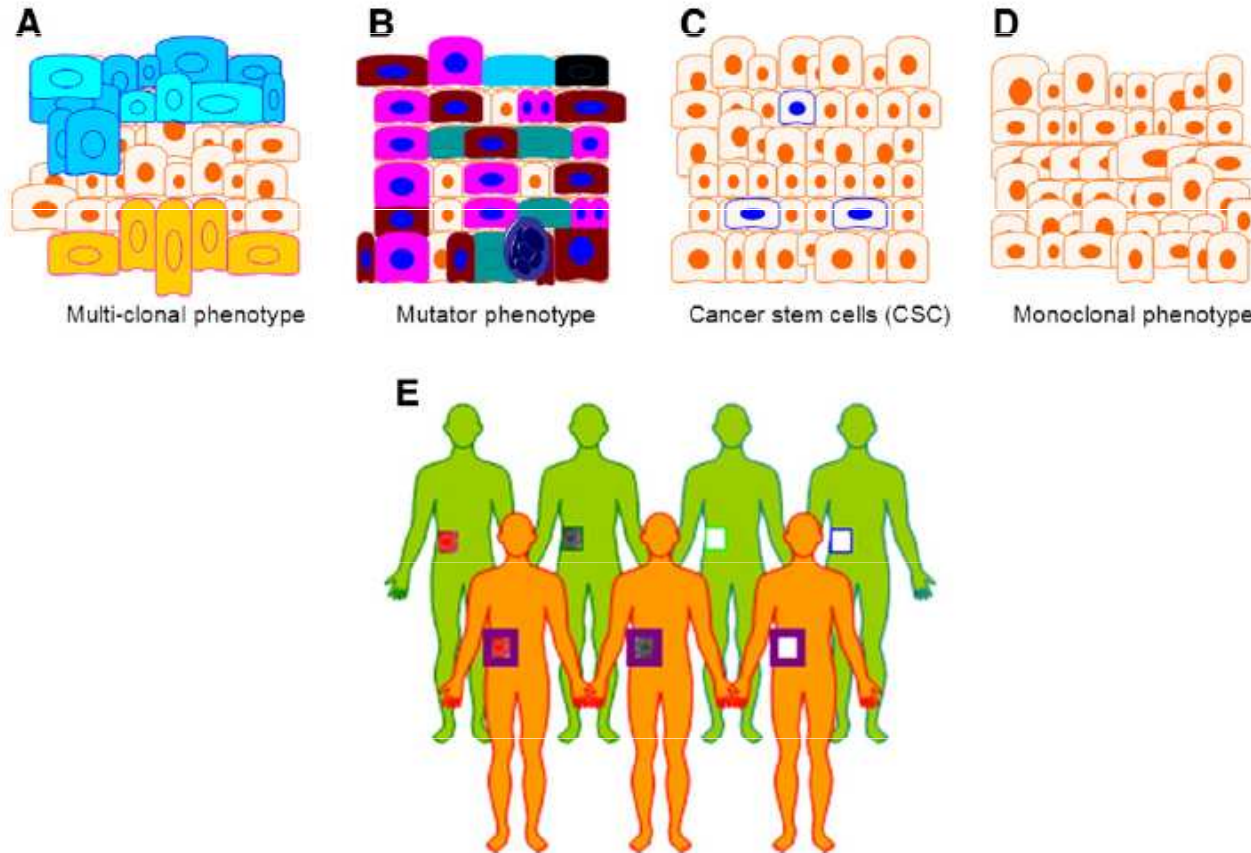 A B C D
Multi-clonal phenotype Mutator phenotype Cancer stem cells (CSC) Monoclonal phenotype
E